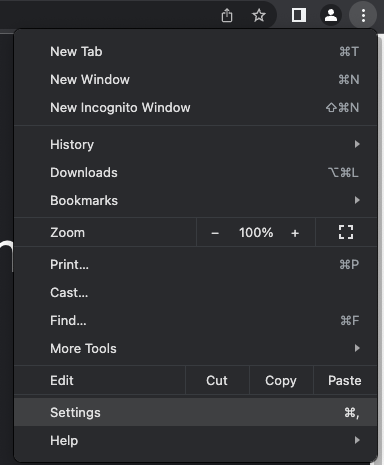 New Tab ⌘T
New Window ⌘N
New Incognito Window ⇧⌘N
History
Downloads ⌥⌘L
Bookmarks
Zoom − 100% +
Print... ⌘P
Cast...
Find... ⌘F
More Tools
Edit Cut Copy Paste
Settings ⌘,
Help